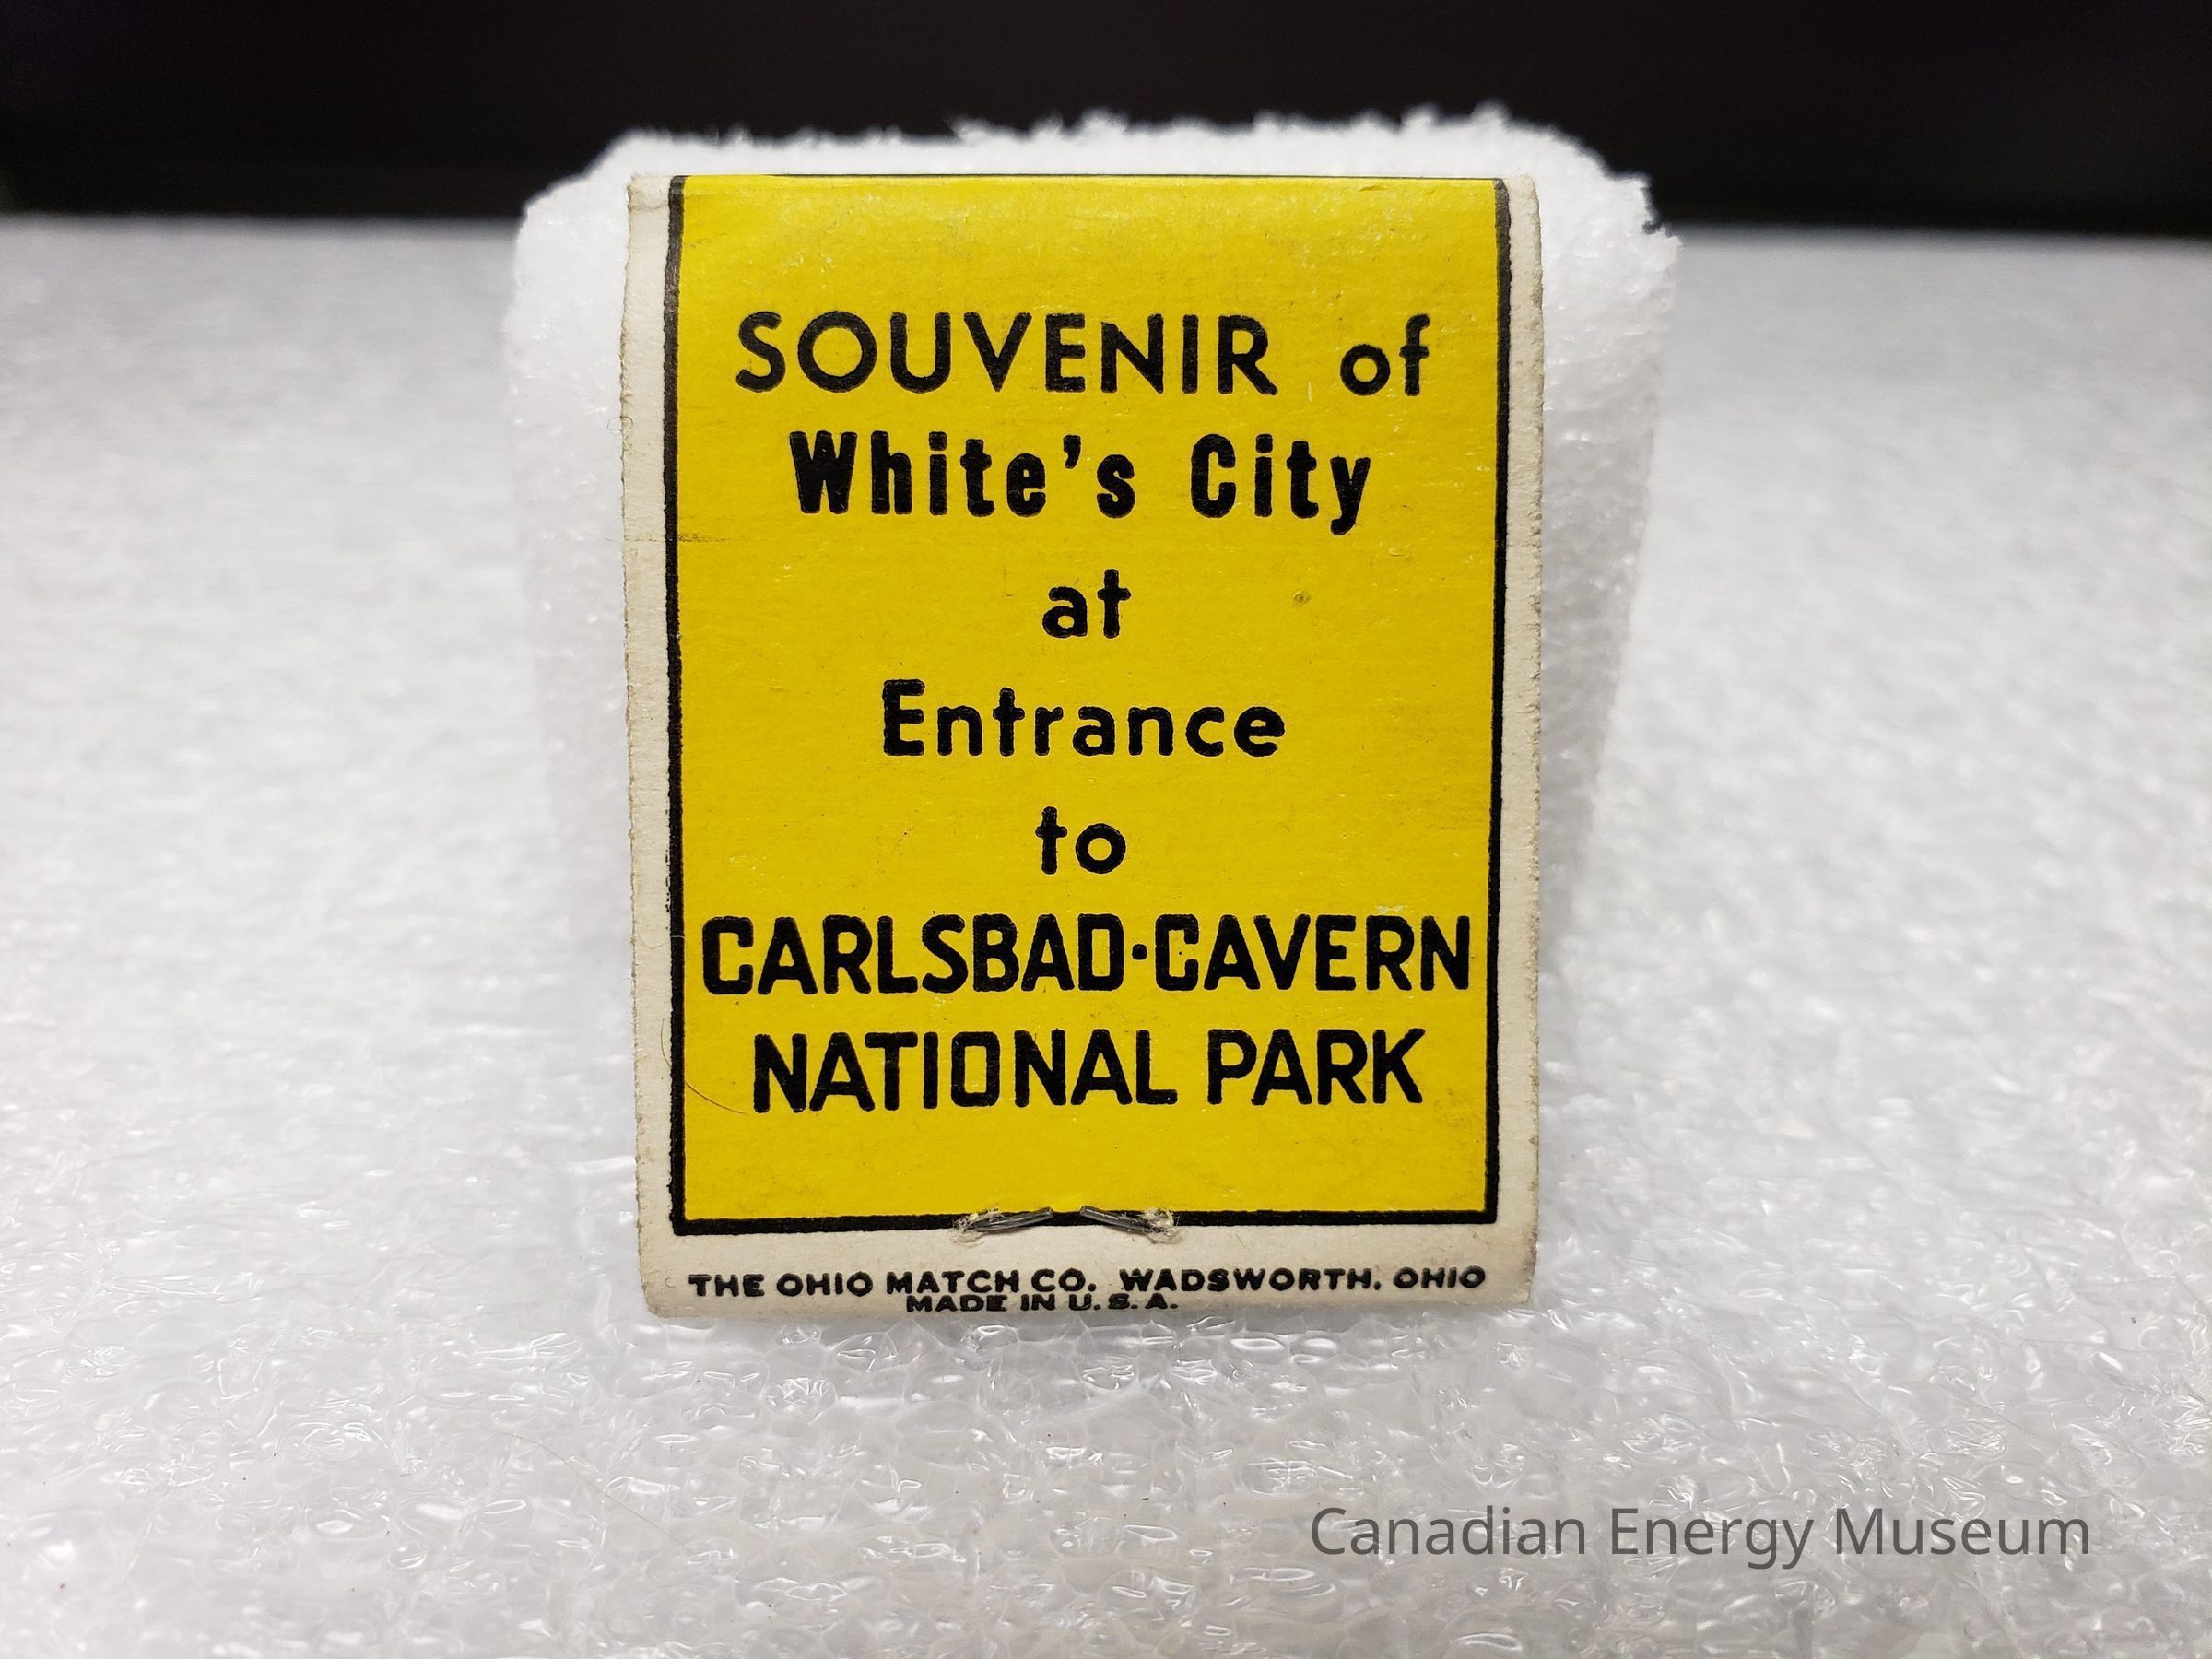 SOUVENIR of
White's City
at
Entrance
to
CARLSBAD·CAVERN
NATIONAL PARK
THE OHIO MATCH CO. WADSWORTH, OHIO
MADE IN U.S.A.
Canadian Energy Museum